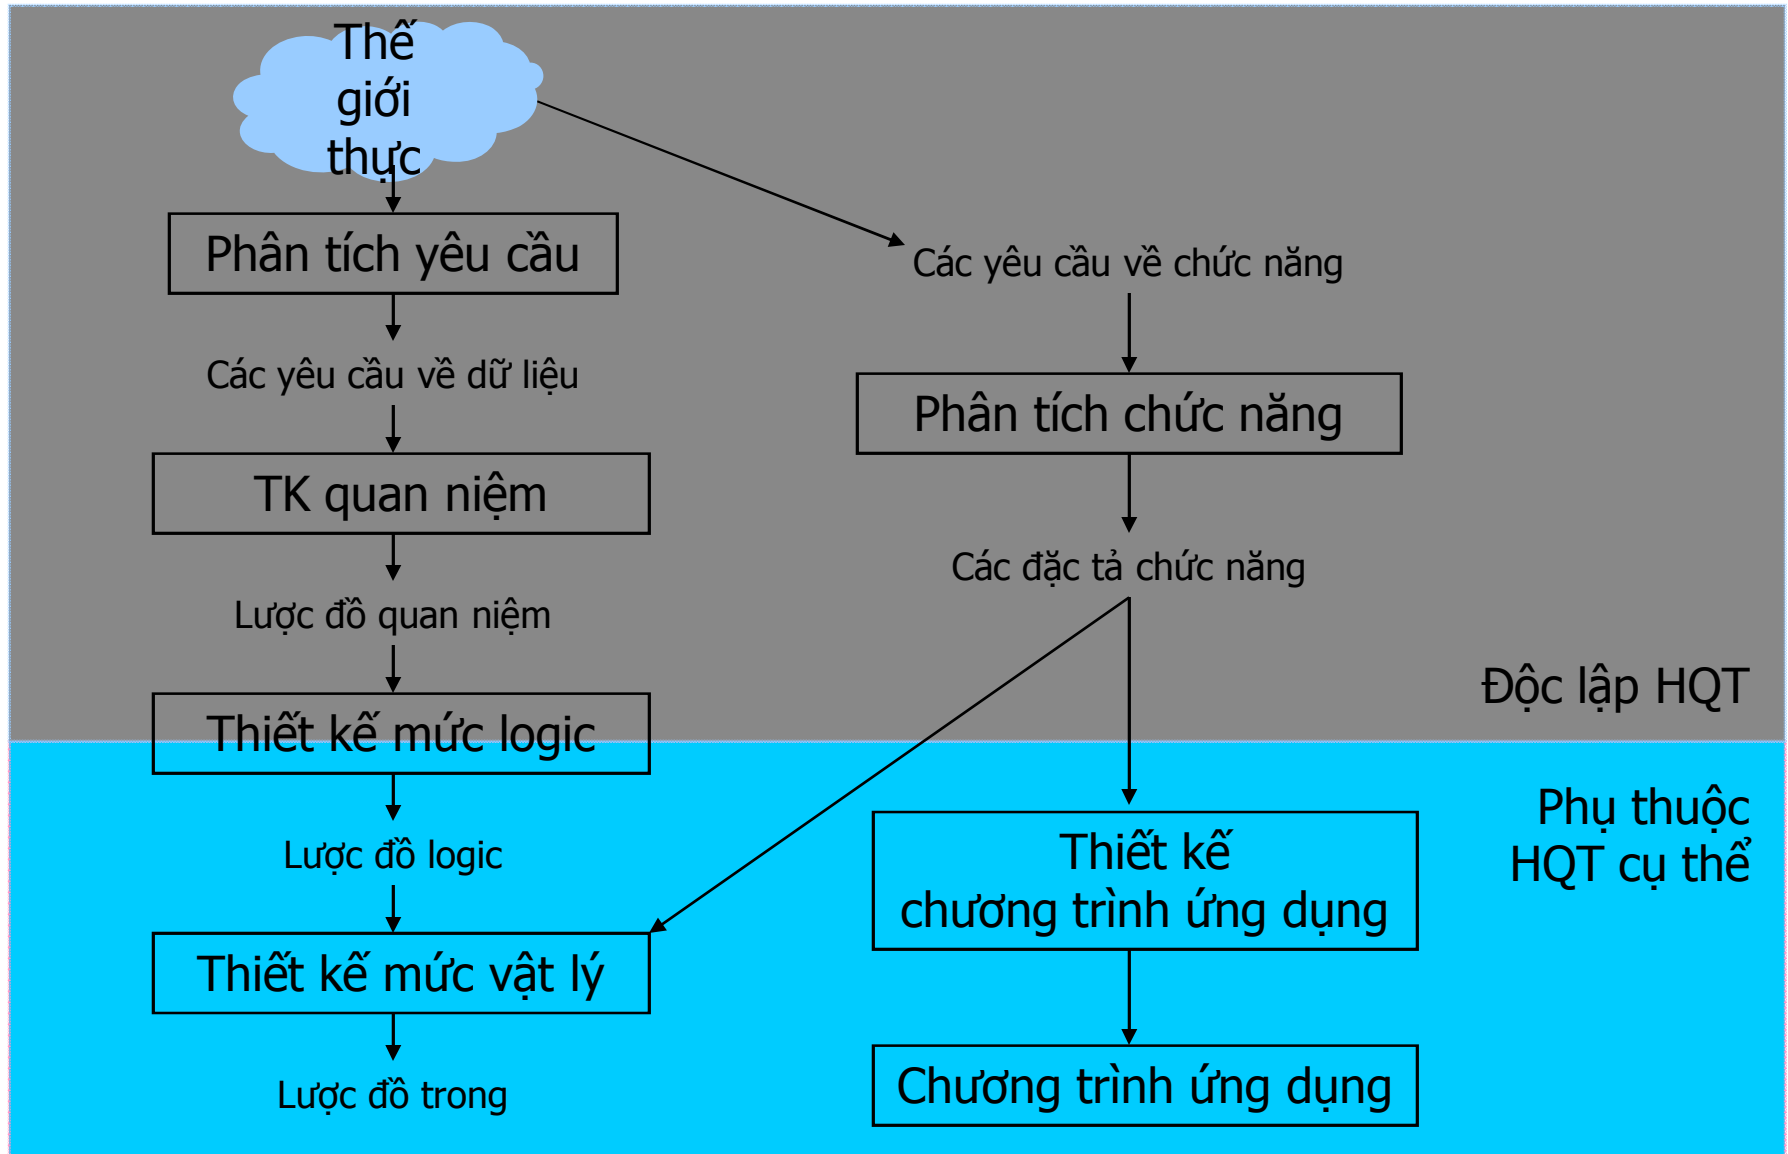 Thế
giới
thực
Phân tích yêu cầu
Các yêu cầu về dữ liệu
TK quan niệm
Lược đồ quan niệm
Thiết kế mức logic
Lược đồ logic
Thiết kế mức vật lý
Lược đồ trong
Các yêu cầu về chức năng
Phân tích chức năng
Các đặc tả chức năng
Thiết kế
chương trình ứng dụng
Chương trình ứng dụng
Độc lập HQT
Phụ thuộc
HQT cụ thể